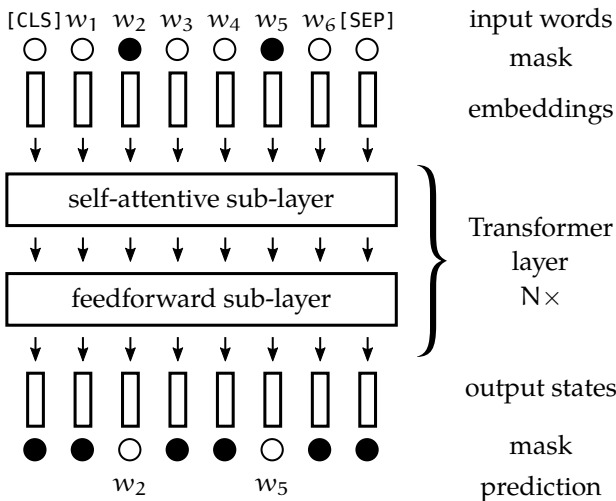 [CLS] w₁ w₂ w₃ w₄ w₅ w₆ [SEP] input words
mask
embeddings
self-attentive sub-layer
feedforward sub-layer
Transformer
layer
N×
output states
mask
w₂ w₅ prediction